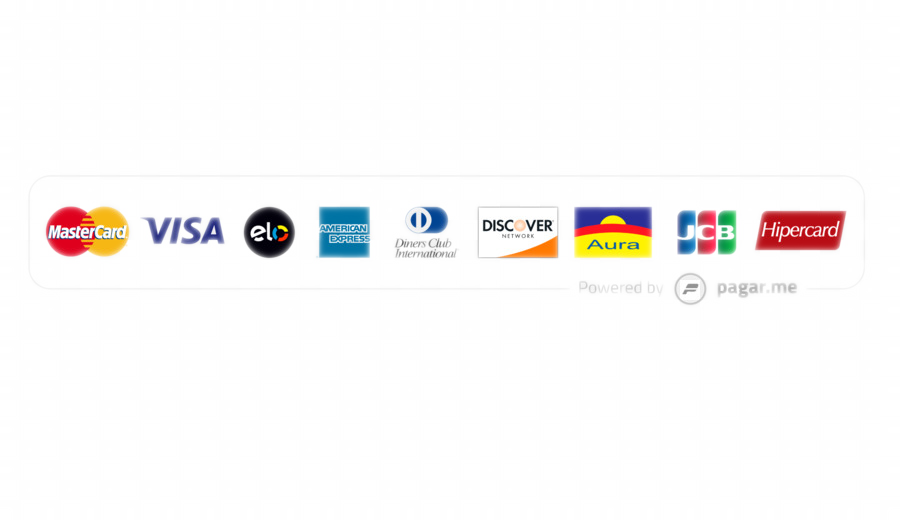 MasterCard
VISA
elo
AMERICAN
EXPRESS
Diners Club
International
DISCOVER
NETWORK
Aura
JCB
Hipercard
Powered by pagar.me